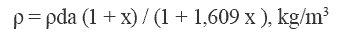 ρ = ρda (1 + x) / (1 + 1,609 x ), kg/m³